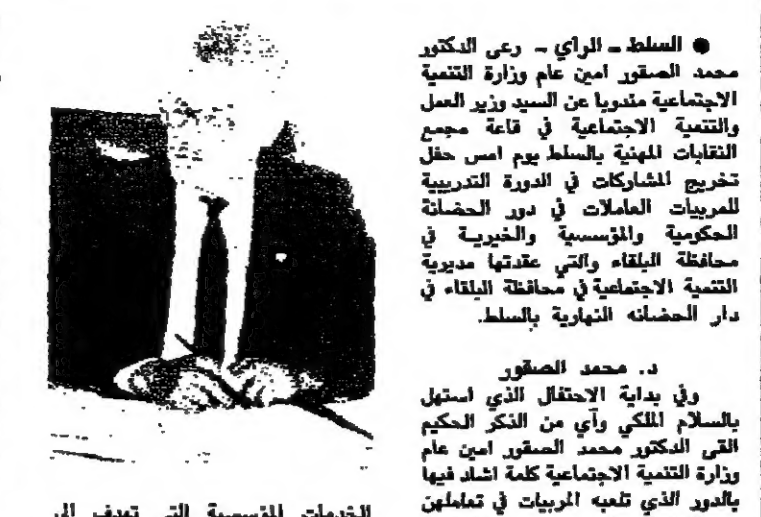 ● السلط ـ الراي ـ رعى الدكتور
محمد الصقور امين عام وزارة التنمية
الاجتماعية مندوبا عن السيد وزير العمل
والتنمية الاجتماعية في قاعة مجمع
النقابات المهنية بالسلط يوم امس حفل
تخريج المشاركات في الدورة التدريبية
للمربيات العاملات في دور الحضانة
الحكومية والمؤسسية والخيريـة في
محافظة البلقاء والتي عقدتها مديرية
التنمية الاجتماعية في محافظة البلقاء في
دار الحضانه النهارية بالسلط.
د. محمد الصقور
وفي بداية الاحتفال الذي استهل
بالسلام الملكي وآي من الذكر الحكيم
القى الدكتور محمد الصقور امين عام
وزارة التنمية الاجتماعية كلمة اشاد فيها
بالدور الذي تلعبه المربيات في تعاملهن
الخدمات المؤسسية التي تهدف الى